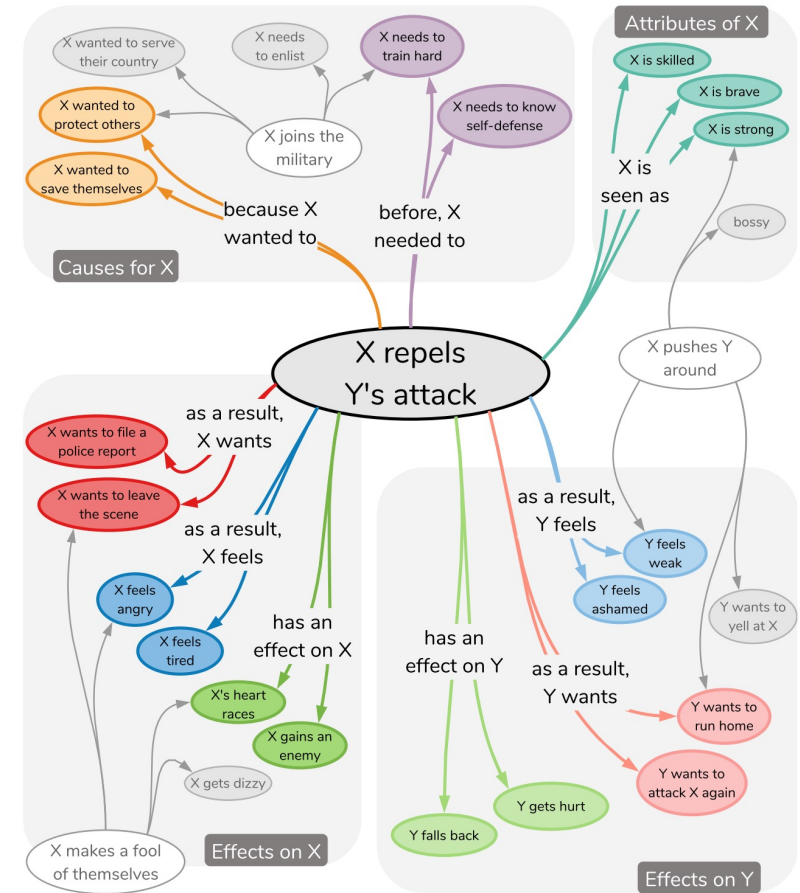 Attributes of X
X wanted to serve
their country
X needs
to enlist
X needs to
train hard
X is skilled
X is brave
X is strong
X wanted to
protect others
X needs to know
self-defense
X joins the
military
X wanted to
save themselves
X is
seen as
because X
wanted to
before, X
needed to
bossy
Causes for X
X repels
Y's attack
X pushes Y
around
as a result,
X wants
X wants to file a
police report
X wants to leave
the scene
as a result,
X feels
X feels
angry
X feels
tired
has an
effect on X
X's heart
races
X gains an
enemy
X gets dizzy
X makes a fool
of themselves
Effects on X
as a result,
Y feels
Y feels
weak
Y feels
ashamed
Y wants to
yell at X
has an
effect on Y
as a result,
Y wants
Y wants to
run home
Y wants to
attack X again
Y gets hurt
Y falls back
Effects on Y